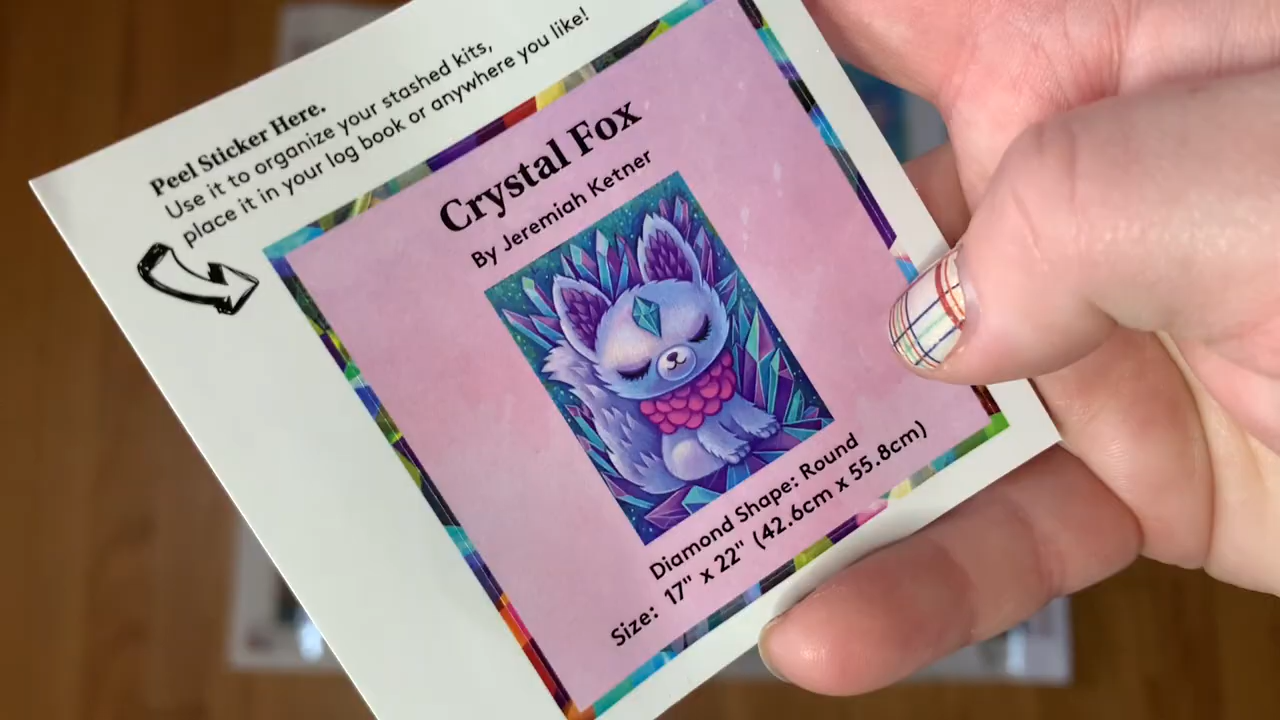 Peel Sticker Here.
Use it to organize your stashed kits,
place it in your log book or anywhere you like!
Crystal Fox
By Jeremiah Ketner
Diamond Shape: Round
Size: 17" x 22" (42.6cm x 55.8cm)